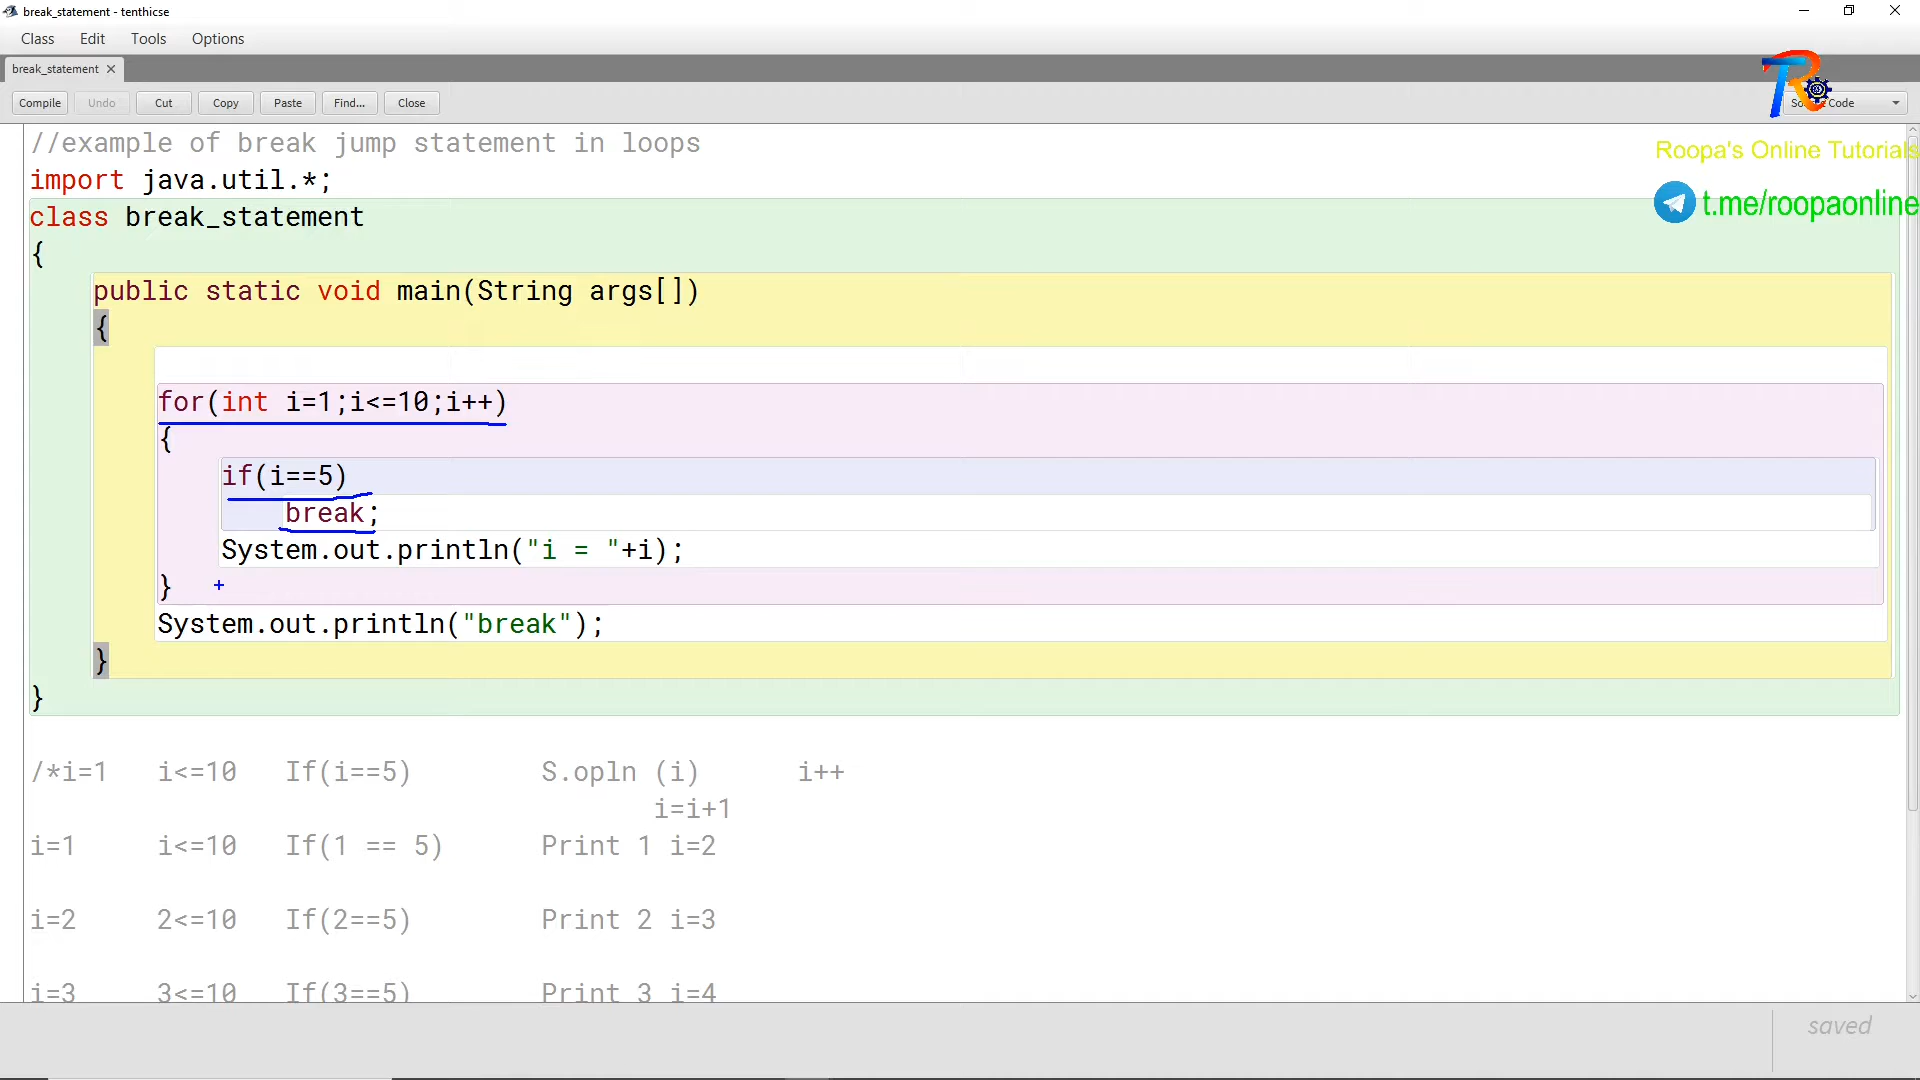 break_statement - tenthicse
Class Edit Tools Options
break_statement
Compile Undo Cut Copy Paste Find... Close Code
//example of break jump statement in loops
Roopa's Online Tutorials
import java.util.*;
t.me/roopaonline
class break_statement
{
public static void main(String args[])
{
for(int i=1;i<=10;i++)
{
if(i==5)
break;
System.out.println("i = "+i);
}
System.out.println("break");
}
}
/*i=1 i<=10 If(i==5) S.opln (i) i++
i=i+1
i=1 i<=10 If(1 == 5) Print 1 i=2
i=2 2<=10 If(2==5) Print 2 i=3
i=3 3<=10 If(3==5) Print 3 i=4
saved